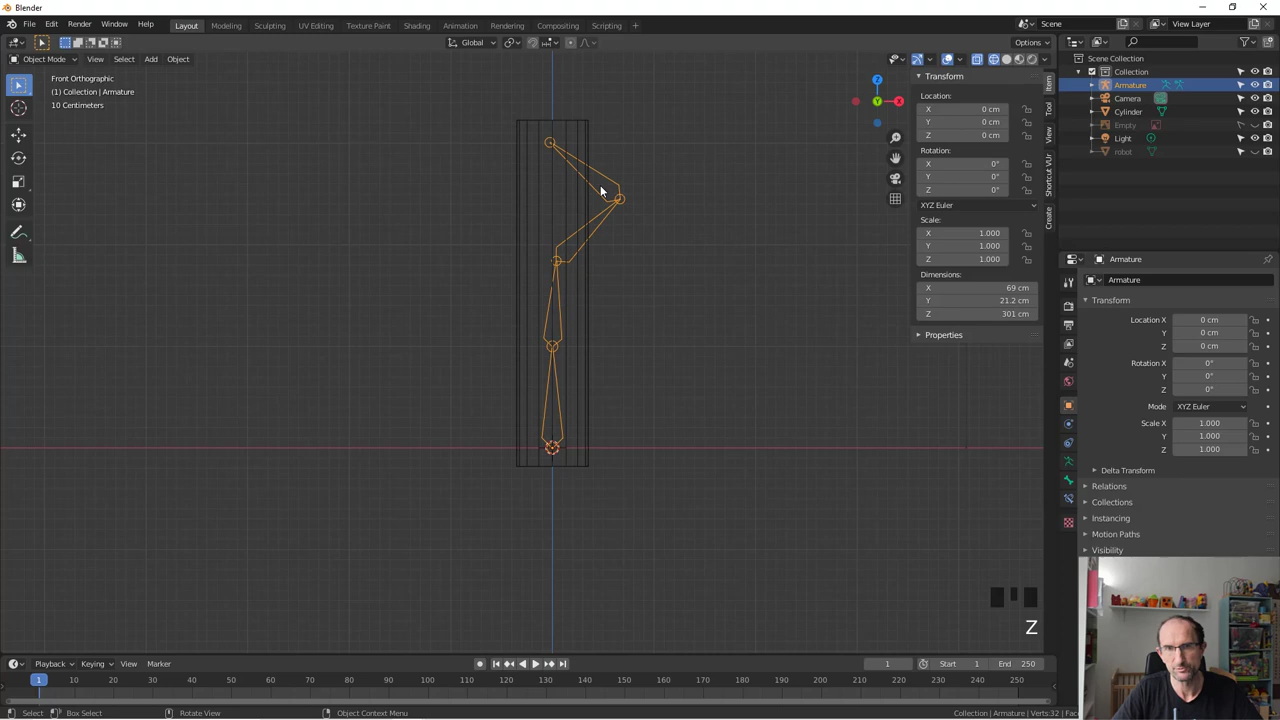 Blender
File Edit Render Window Help
Layout Modeling Sculpting UV Editing Texture Paint Shading Animation Rendering Compositing Scripting +
Scene
View Layer
Global
Options
Object Mode View Select Add Object
Front Orthographic
(1) Collection | Armature
10 Centimeters
Z
X
Y
Transform
Location:
X 0 cm
Y 0 cm
Z 0 cm
Rotation:
X 0°
Y 0°
Z 0°
XYZ Euler
Scale:
X 1.000
Y 1.000
Z 1.000
Dimensions:
X 69 cm
Y 21.2 cm
Z 301 cm
Properties
Item
Tool
View
Shortcut VUr
Create
Scene Collection
Collection
Armature
Camera
Cylinder
Empty
Light
robot
Armature
Armature
Transform
Location X 0 cm
Y 0 cm
Z 0 cm
Rotation X 0°
Y 0°
Z 0°
Mode XYZ Euler
Scale X 1.000
Y 1.000
Z 1.000
Delta Transform
Relations
Collections
Instancing
Motion Paths
Visibility
Z
Playback Keying View Marker
1 Start 1 End 250
1 10 20 30 40 50 60 70 80 90 100 110 120 130 140 150 160 170 180 190 200 210 220 230 240 250
Select Box Select Rotate View Object Context Menu
Collection | Armature | Verts:32 | Fac